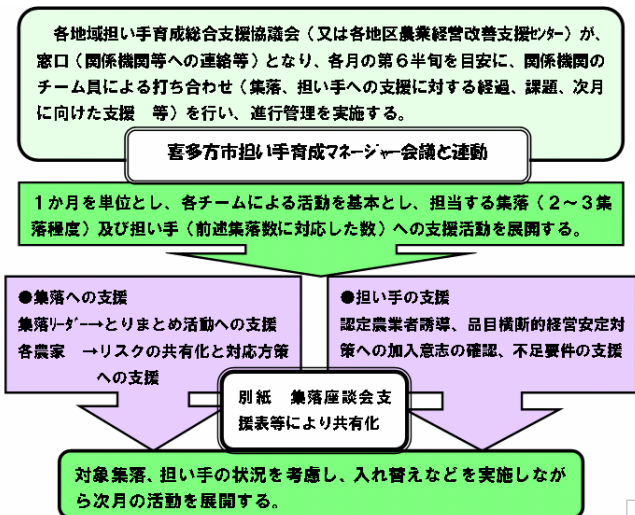 各地域担い手育成総合支援協議会（又は各地区農業経営改善支援ｾﾝﾀｰ）が、
窓口（関係機関等への連絡等）となり、各月の第６半旬を目安に、関係機関の
チーム員による打ち合わせ（集落、担い手への支援に対する経過、課題、次月
に向けた支援　等）を行い、進行管理を実施する。
喜多方市担い手育成マネージャー会議と連動
１か月を単位とし、各チームによる活動を基本とし、担当する集落（２～３集
落程度）及び担い手（前述集落数に対応した数）への支援活動を展開する。
●集落への支援
集落ﾘｰﾀﾞｰ→とりまとめ活動への支援
各農家　→リスクの共有化と対応方策
への支援
●担い手の支援
認定農業者誘導、品目横断的経営安定対
策への加入意志の確認、不足要件の支援
別紙　集落座談会支
援表等により共有化
対象集落、担い手の状況を考慮し、入れ替えなどを実施しなが
ら次月の活動を展開する。